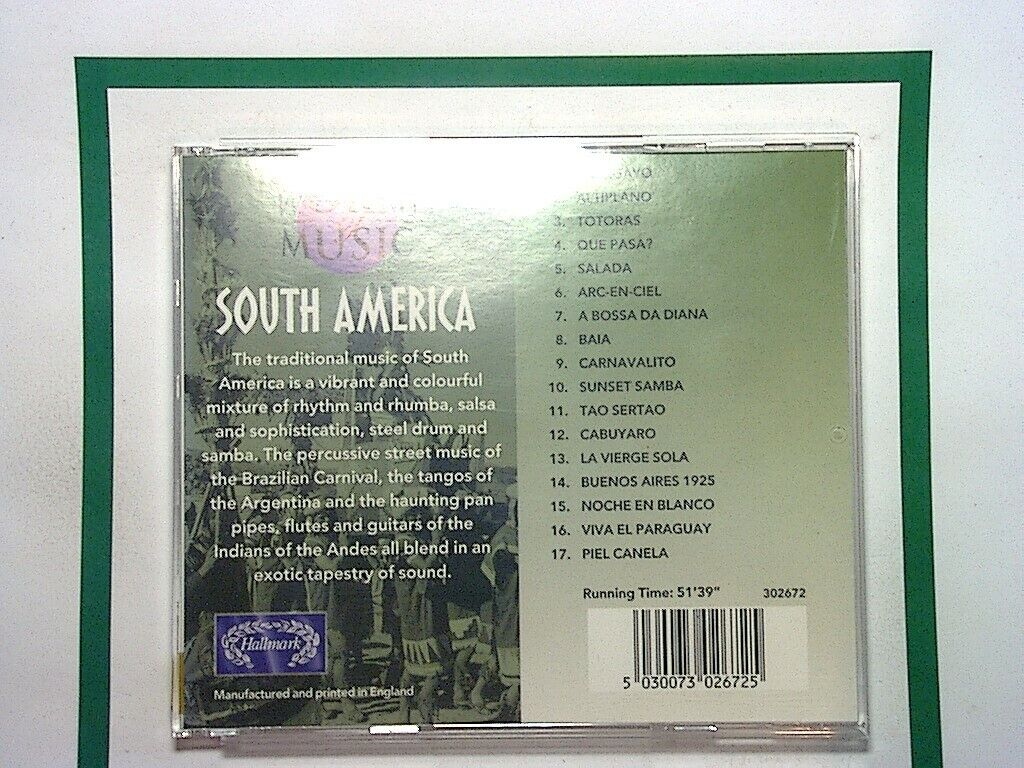 MUSIC
SOUTH AMERICA
The traditional music of South
America is a vibrant and colourful
mixture of rhythm and rhumba, salsa
and sophistication, steel drum and
samba. The percussive street music of
the Brazilian Carnival, the tangos of
the Argentina and the haunting pan
pipes, flutes and guitars of the
Indians of the Andes all blend in an
exotic tapestry of sound.
Hallmark
Manufactured and printed in England
ALTIPLANO
3. TOTORAS
4. QUE PASA?
5. SALADA
6. ARC-EN-CIEL
7. A BOSSA DA DIANA
8. BAIA
9. CARNAVALITO
10. SUNSET SAMBA
11. TAO SERTAO
12. CABUYARO
13. LA VIERGE SOLA
14. BUENOS AIRES 1925
15. NOCHE EN BLANCO
16. VIVA EL PARAGUAY
17. PIEL CANELA
Running Time: 51'39" 302672
5 030073 026725